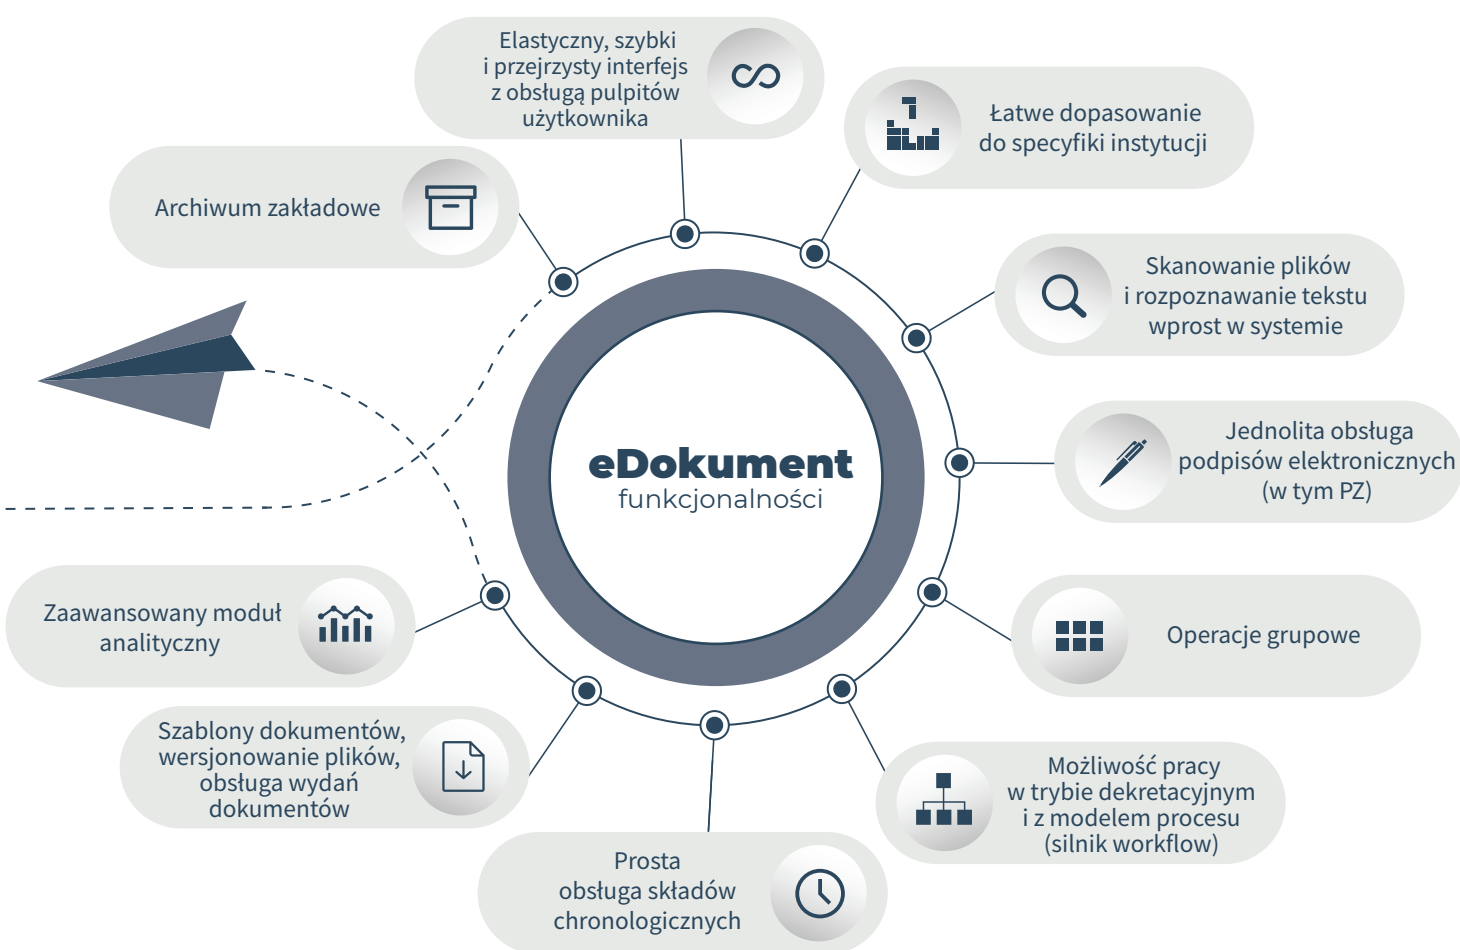 Elastyczny, szybki
i przejrzysty interfejs
z obsługą pulpitów
użytkownika
Łatwe dopasowanie
do specyfiki instytucji
Archiwum zakładowe
Skanowanie plików
i rozpoznawanie tekstu
wprost w systemie
Jednolita obsługa
podpisów elektronicznych
(w tym PZ)
eDokument
funkcjonalności
Zaawansowany moduł
analityczny
Operacje grupowe
Szablony dokumentów,
wersjonowanie plików,
obsługa wydań
dokumentów
Możliwość pracy
w trybie dekretacyjnym
i z modelem procesu
(silnik workflow)
Prosta
obsługa składów
chronologicznych